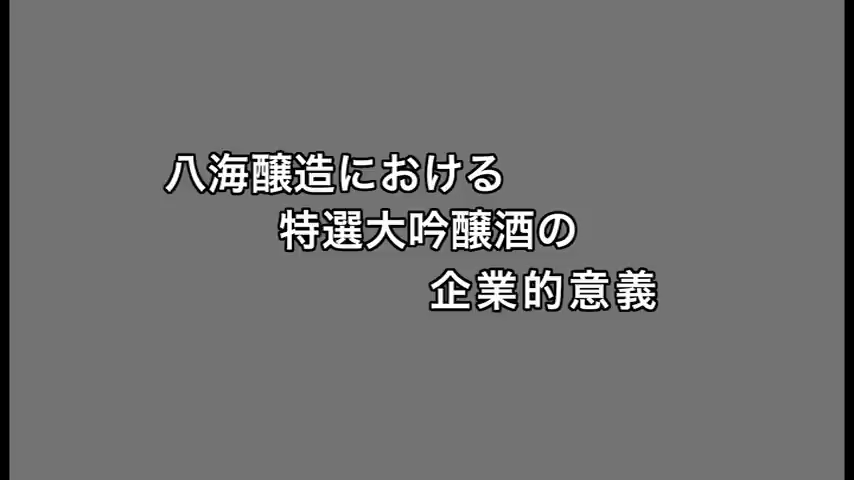 八海醸造における
特選大吟醸酒の
企業的意義